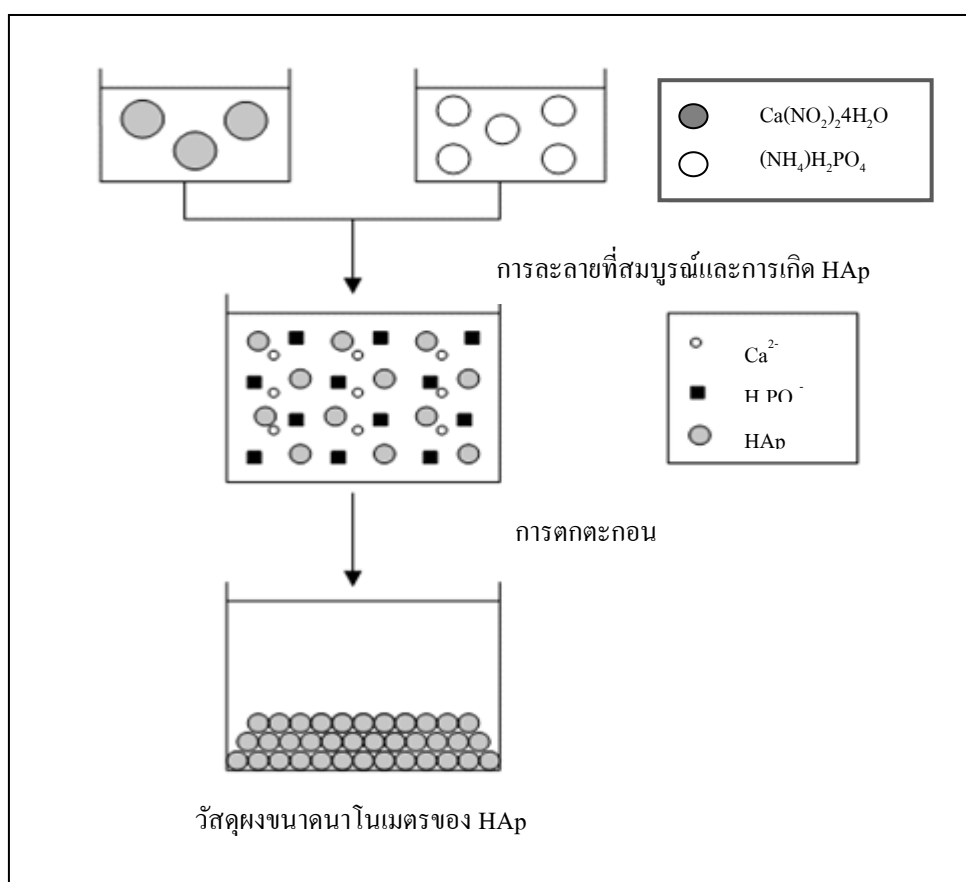 Ca(NO₂)₂4H₂O
(NH₄)H₂PO₄
การละลายที่สมบูรณ์และการเกิด HAp
Ca²⁻
H PO ⁻
HAp
การตกตะกอน
วัสดุผงขนาดนาโนเมตรของ HAp